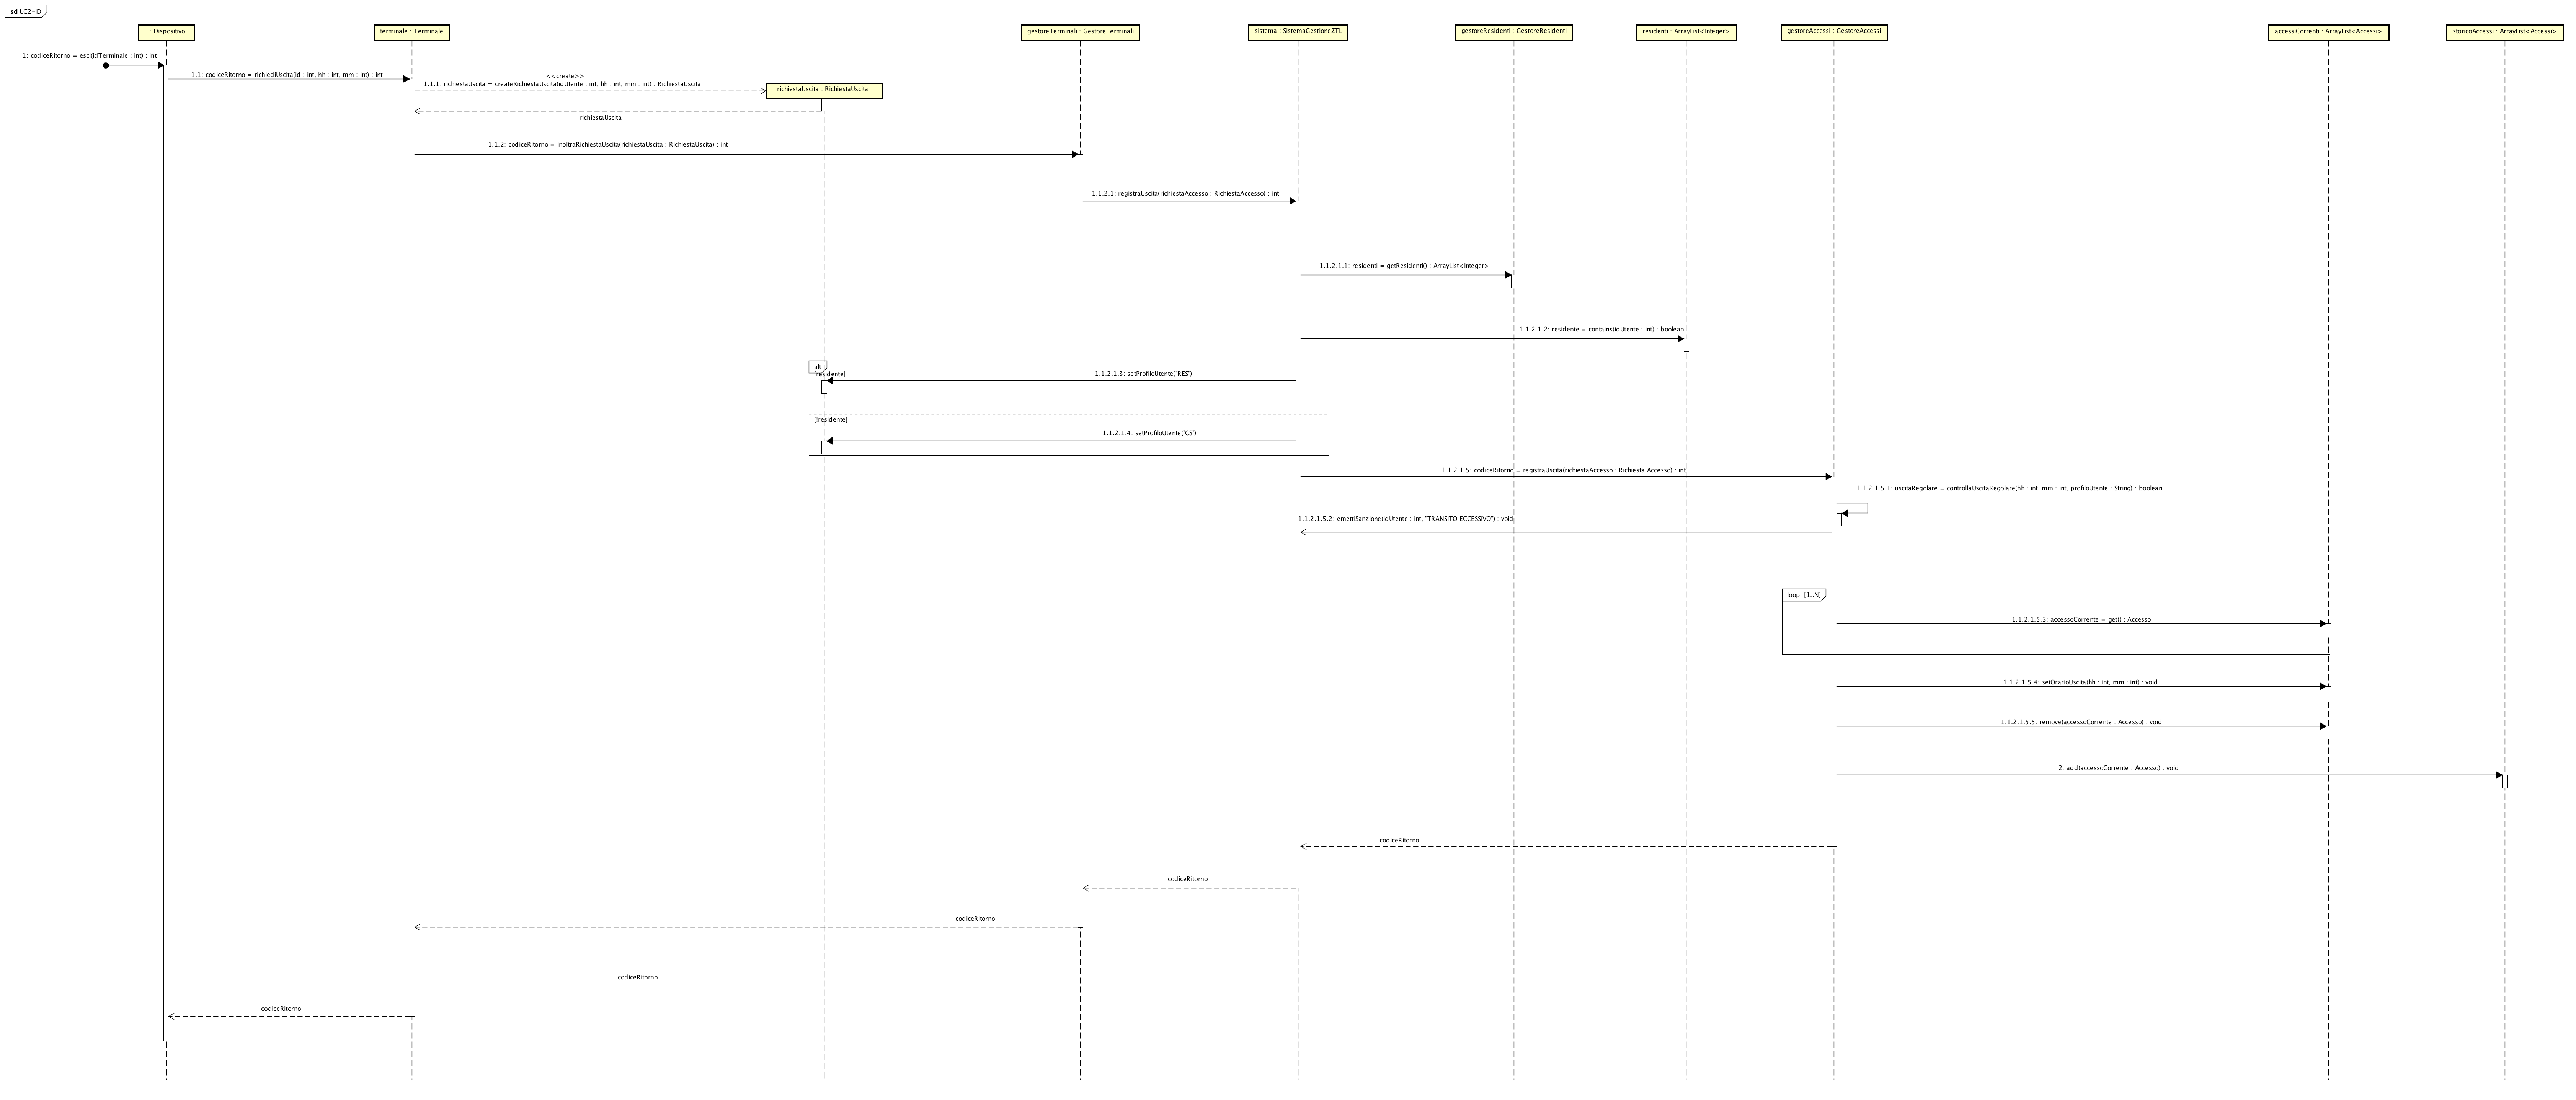 sd UC2-ID
: Dispositivo
terminale : Terminale
gestoreTerminali : GestoreTerminali
sistema : SistemaGestioneZTL
gestoreResidenti : GestoreResidenti
residenti : ArrayList<Integer>
gestoreAccessi : GestoreAccessi
accessiCorrenti : ArrayList<Accessi>
storicoAccessi : ArrayList<Accessi>
1: codiceRitorno = esci(idTerminale : int) : int
1.1: codiceRitorno = richiediUscita(id : int, hh : int, mm : int) : int
<<create>>
1.1.1: richiestaUscita = createRichiestaUscita(idUtente : int, hh : int, mm : int) : RichiestaUscita
richiestaUscita : RichiestaUscita
richiestaUscita
1.1.2: codiceRitorno = inoltraRichiestaUscita(richiestaUscita : RichiestaUscita) : int
1.1.2.1: registraUscita(richiestaAccesso : RichiestaAccesso) : int
1.1.2.1.1: residenti = getResidenti() : ArrayList<Integer>
1.1.2.1.2: residente = contains(idUtente : int) : boolean
alt
[residente]
1.1.2.1.3: setProfiloUtente("RES")
[!residente]
1.1.2.1.4: setProfiloUtente("CS")
1.1.2.1.5: codiceRitorno = registraUscita(richiestaAccesso : Richiesta Accesso) : int
1.1.2.1.5.1: uscitaRegolare = controllaUscitaRegolare(hh : int, mm : int, profiloUtente : String) : boolean
1.1.2.1.5.2: emettiSanzione(idUtente : int, "TRANSITO ECCESSIVO") : void
loop [1..N]
1.1.2.1.5.3: accessoCorrente = get() : Accesso
1.1.2.1.5.4: setOrarioUscita(hh : int, mm : int) : void
1.1.2.1.5.5: remove(accessoCorrente : Accesso) : void
2: add(accessoCorrente : Accesso) : void
codiceRitorno
codiceRitorno
codiceRitorno
codiceRitorno
codiceRitorno